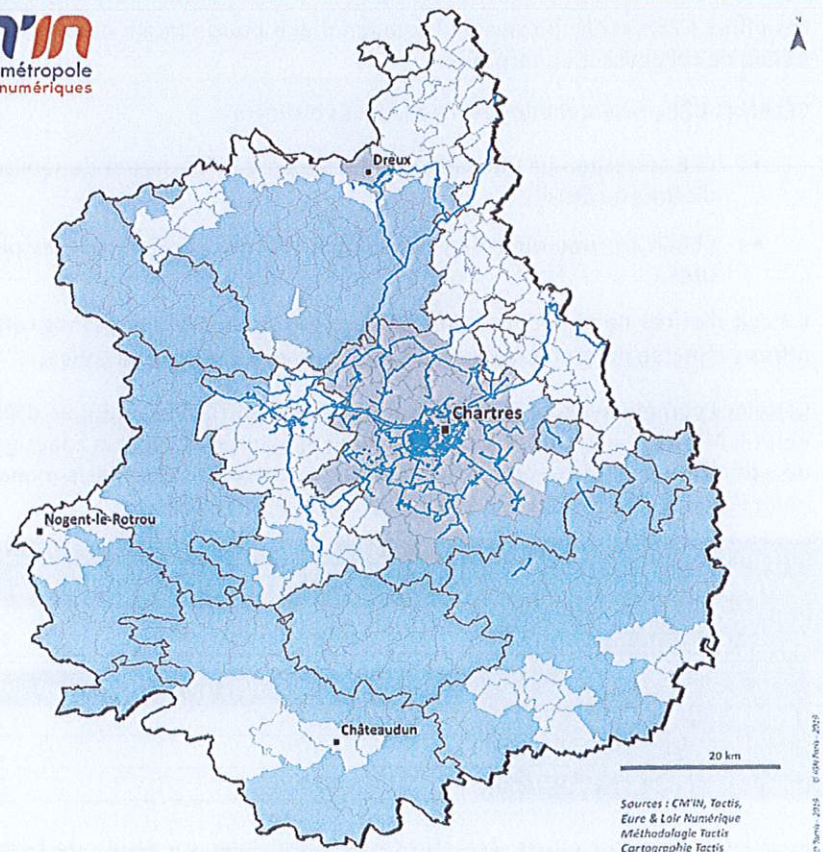 m'in
métropole
numériques
N
Dreux
Chartres
Nogent-le-Rotrou
Châteaudun
20 km
Sources : CM'IN, Tactis,
Eure & Loir Numérique
Méthodologie Tactis
Cartographie Tactis